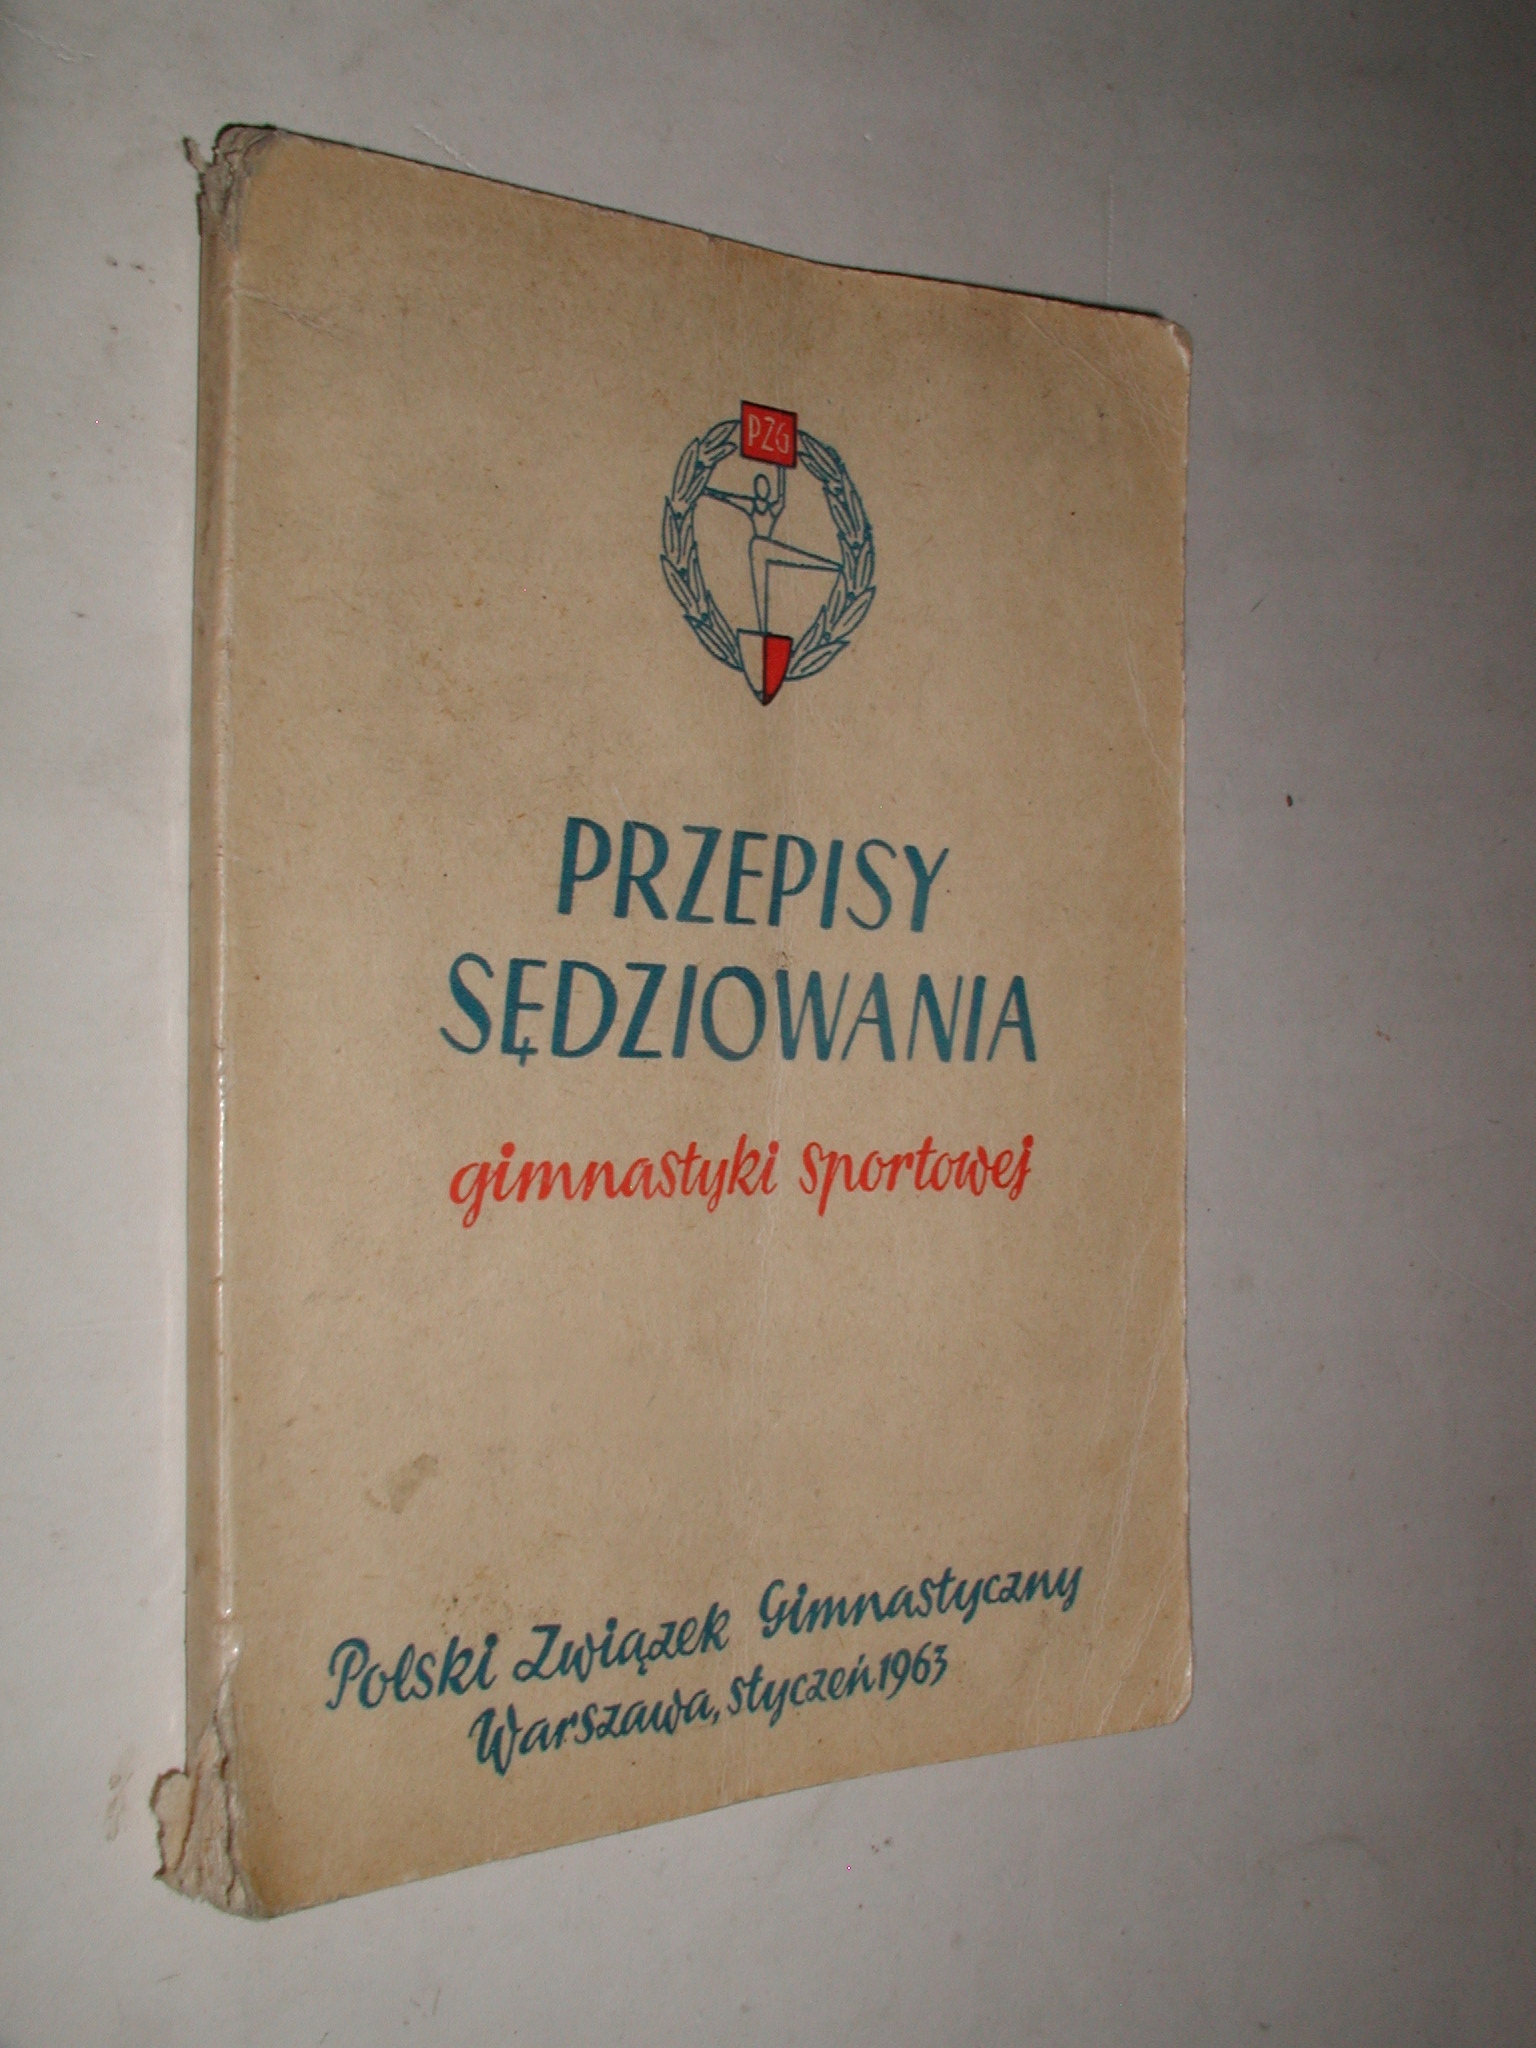 PZG
PRZEPISY
SĘDZIOWANIA
gimnastyki sportowej
Polski Związek Gimnastyczny
Warszawa, styczeń 1963